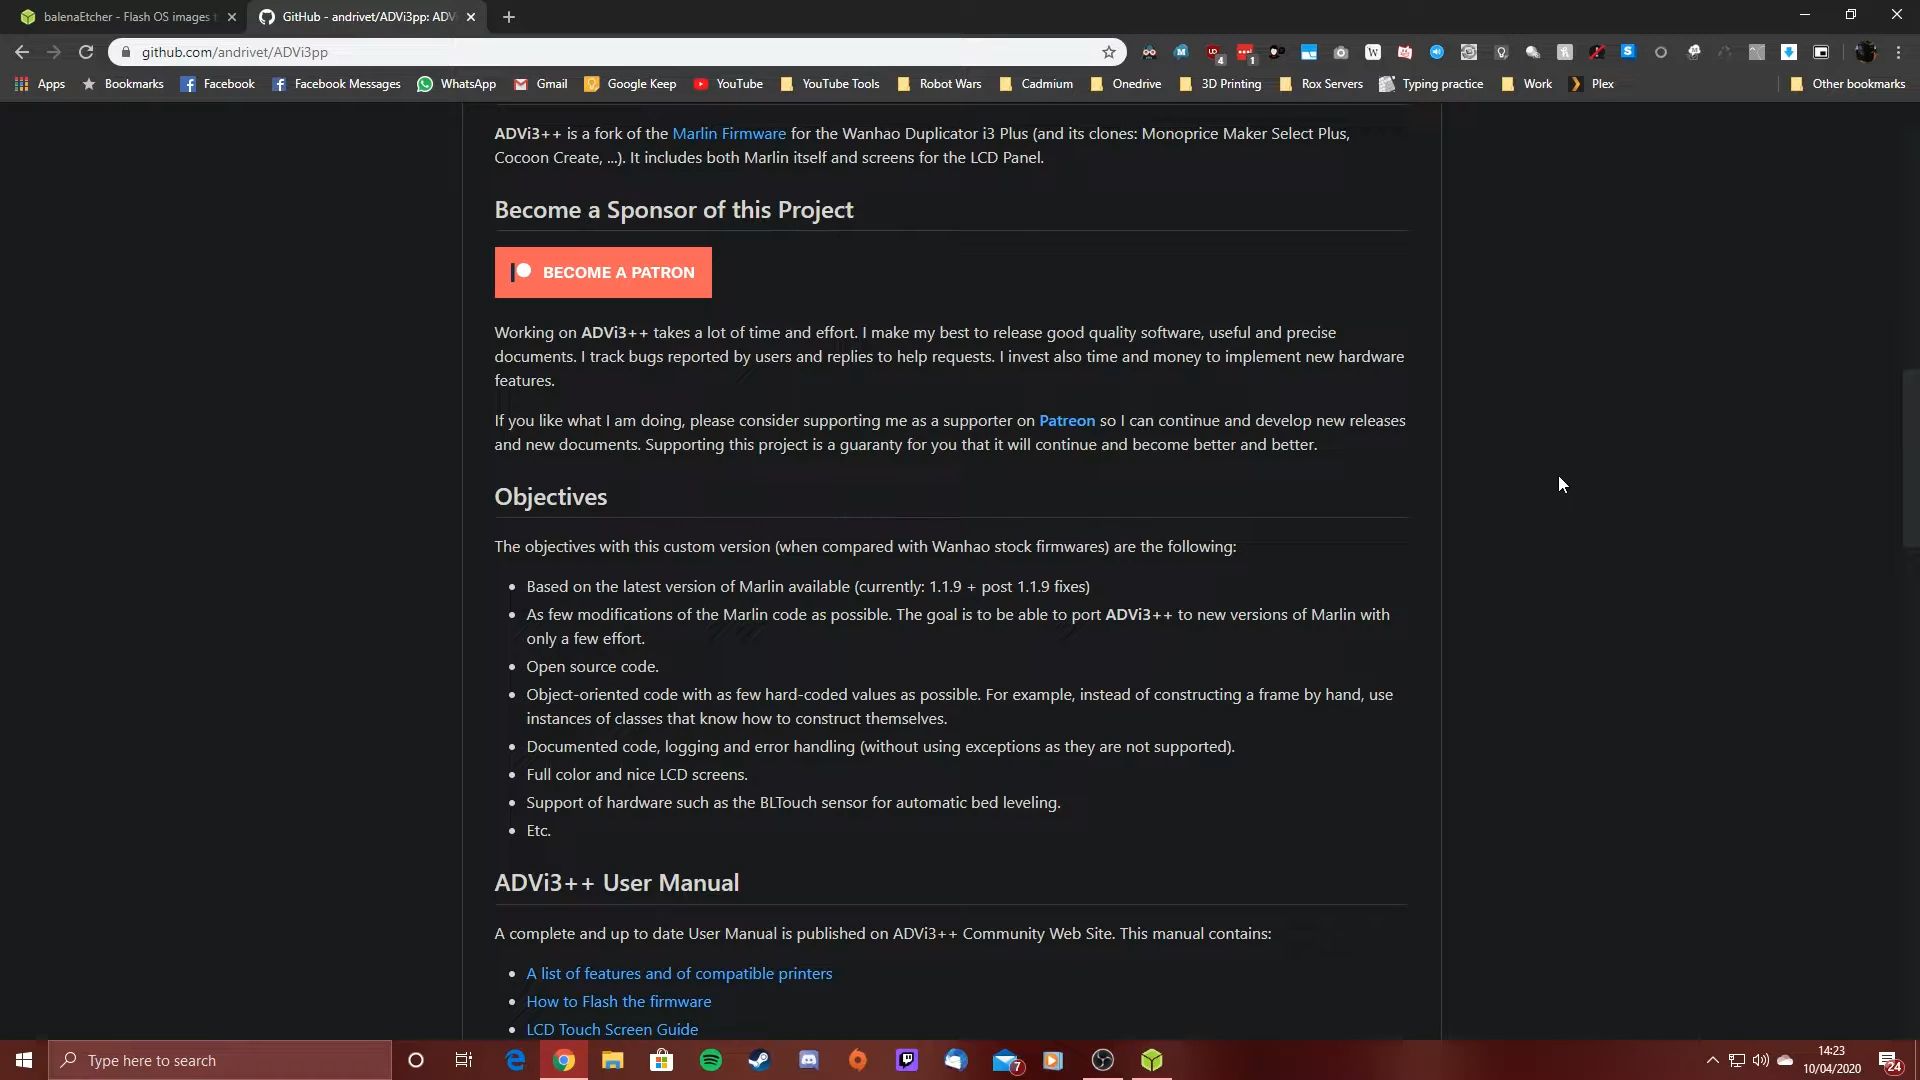 balenaEtcher - Flash OS images t
GitHub - andrivet/ADVi3pp: ADVi
github.com/andrivet/ADVi3pp
4
1
Apps
Bookmarks
Facebook
Facebook Messages
WhatsApp
Gmail
Google Keep
YouTube
YouTube Tools
Robot Wars
Cadmium
Onedrive
3D Printing
Rox Servers
Typing practice
Work
Plex
Other bookmarks
ADVi3++ is a fork of the Marlin Firmware for the Wanhao Duplicator i3 Plus (and its clones: Monoprice Maker Select Plus,
Cocoon Create, ...). It includes both Marlin itself and screens for the LCD Panel.
Become a Sponsor of this Project
BECOME A PATRON
Working on ADVi3++ takes a lot of time and effort. I make my best to release good quality software, useful and precise
documents. I track bugs reported by users and replies to help requests. I invest also time and money to implement new hardware
features.
If you like what I am doing, please consider supporting me as a supporter on Patreon so I can continue and develop new releases
and new documents. Supporting this project is a guaranty for you that it will continue and become better and better.
Objectives
The objectives with this custom version (when compared with Wanhao stock firmwares) are the following:
• Based on the latest version of Marlin available (currently: 1.1.9 + post 1.1.9 fixes)
• As few modifications of the Marlin code as possible. The goal is to be able to port ADVi3++ to new versions of Marlin with
only a few effort.
• Open source code.
• Object-oriented code with as few hard-coded values as possible. For example, instead of constructing a frame by hand, use
instances of classes that know how to construct themselves.
• Documented code, logging and error handling (without using exceptions as they are not supported).
• Full color and nice LCD screens.
• Support of hardware such as the BLTouch sensor for automatic bed leveling.
• Etc.
ADVi3++ User Manual
A complete and up to date User Manual is published on ADVi3++ Community Web Site. This manual contains:
• A list of features and of compatible printers
• How to Flash the firmware
• LCD Touch Screen Guide
Type here to search
7
14:23
10/04/2020
24